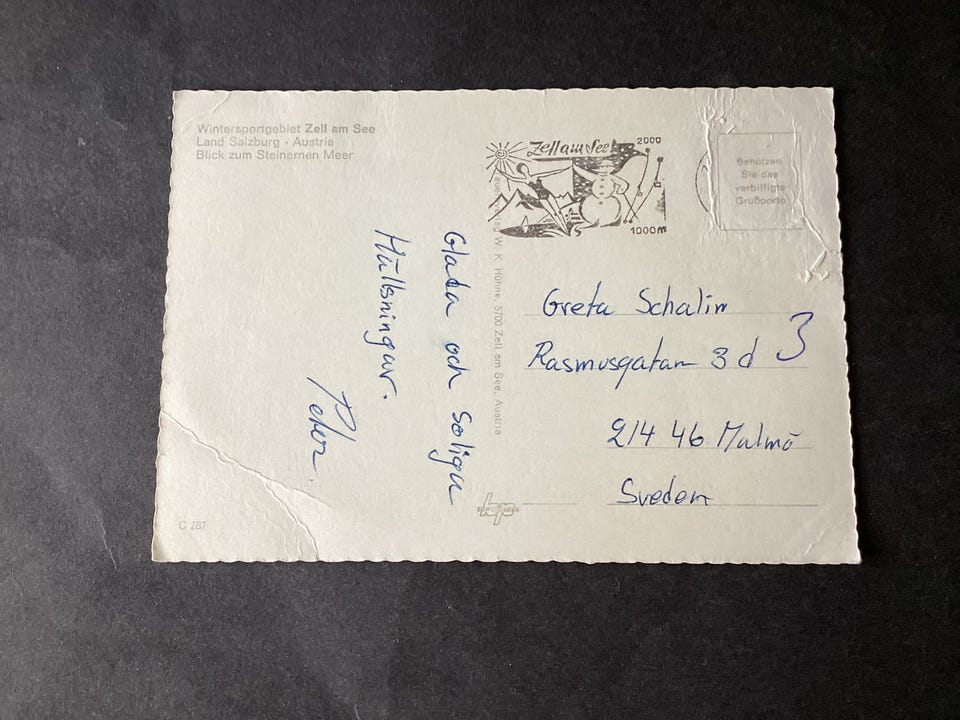 Wintersportgebiet Zell am See
Land Salzburg - Austria
Blick zum Steinernen Meer
Zell am See
2000
1000m
Benutzen
Sie das
verbilligte
Grußporto
W. K. Hühne, 5700 Zell am See, Austria
Glada och soliga
Hälsningar.
Peter.
Greta Schalin
Rasmusgatan 3 d
3
214 46 Malmö
Sveden
C 287